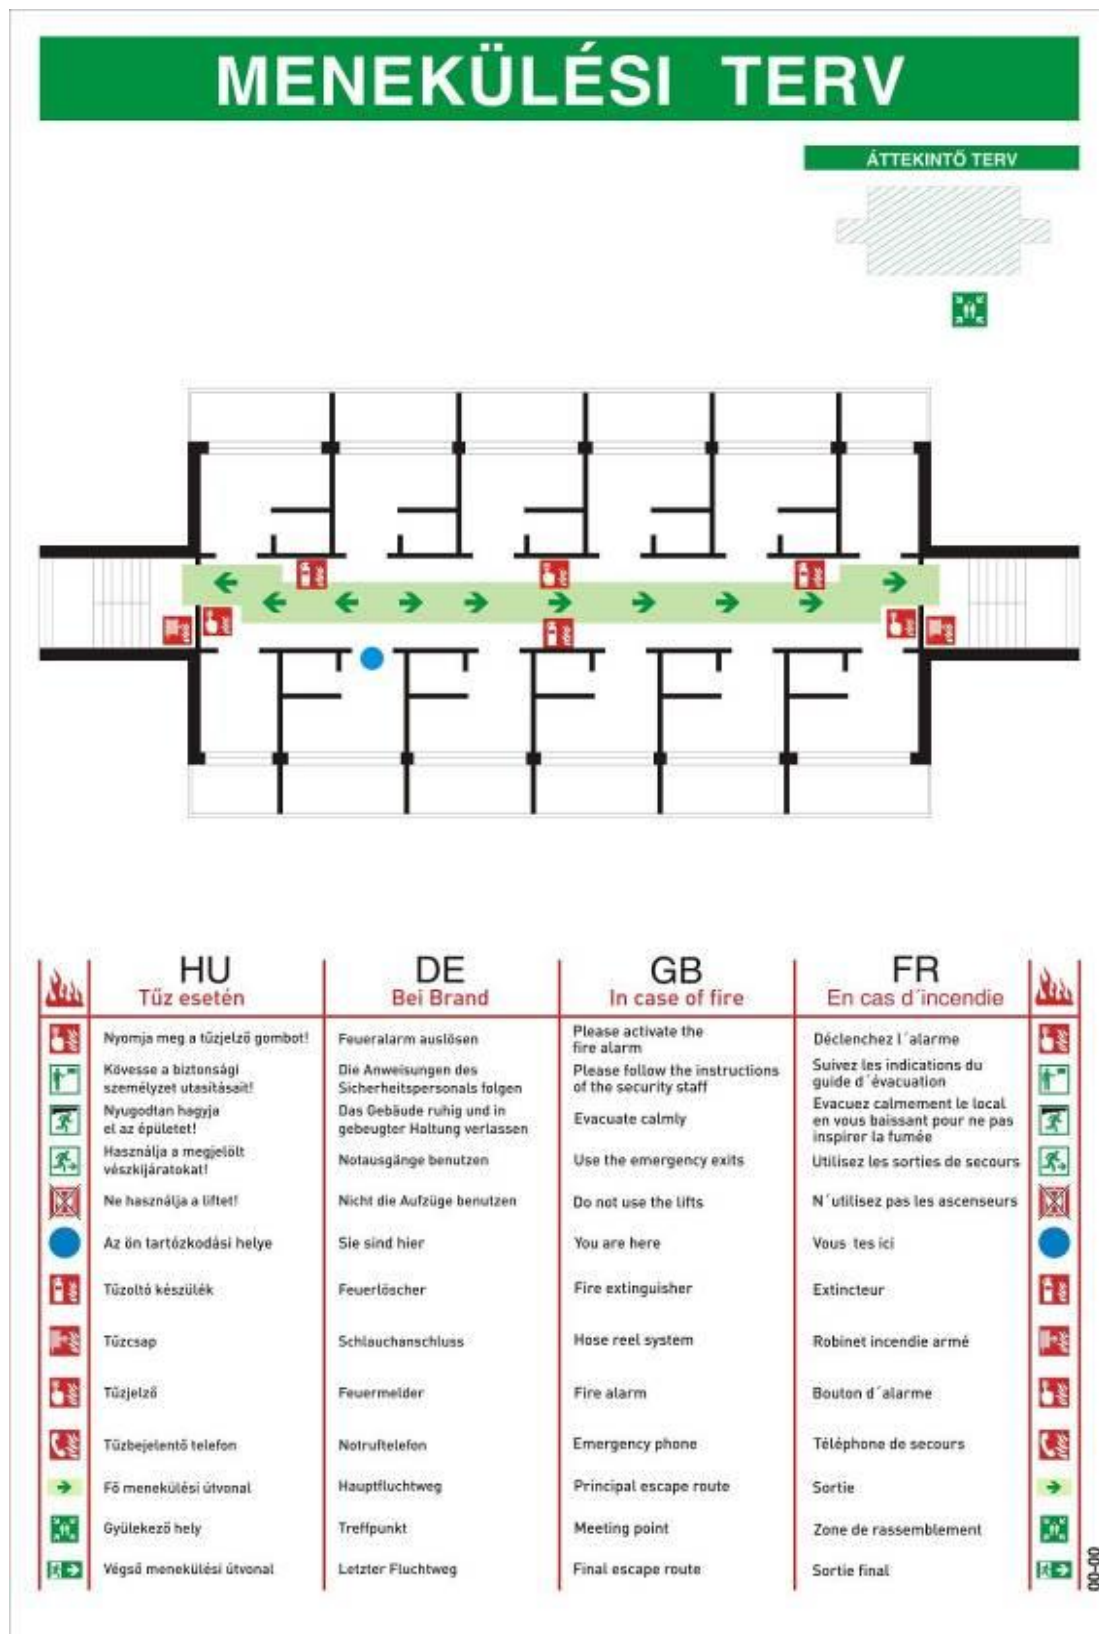 MENEKÜLÉSI TERV
ÁTTEKINTŐ TERV
HU
Tűz esetén
DE
Bei Brand
GB
In case of fire
FR
En cas d´incendie
Nyomja meg a tűzjelző gombot!
Feueralarm auslösen
Please activate the
fire alarm
Déclenchez l´alarme
Kövesse a biztonsági
személyzet utasításait!
Die Anweisungen des
Sicherheitspersonals folgen
Please follow the instructions
of the security staff
Suivez les indications du
guide d´évacuation
Nyugodtan hagyja
el az épületet!
Das Gebäude ruhig und in
gebeugter Haltung verlassen
Evacuate calmly
Evacuez calmement le local
en vous baissant pour ne pas
inspirer la fumée
Használja a megjelölt
vészkijáratokat!
Notausgänge benutzen
Use the emergency exits
Utilisez les sorties de secours
Ne használja a liftet!
Nicht die Aufzüge benutzen
Do not use the lifts
N´utilisez pas les ascenseurs
Az ön tartózkodási helye
Sie sind hier
You are here
Vous tes ici
Tűzoltó készülék
Feuerlöscher
Fire extinguisher
Extincteur
Tűzcsap
Schlauchanschluss
Hose reel system
Robinet incendie armé
Tűzjelző
Feuermelder
Fire alarm
Bouton d´alarme
Tűzbejelentő telefon
Notruftelefon
Emergency phone
Téléphone de secours
Fő menekülési útvonal
Hauptfluchtweg
Principal escape route
Sortie
Gyülekező hely
Treffpunkt
Meeting point
Zone de rassemblement
Végső menekülési útvonal
Letzter Fluchtweg
Final escape route
Sortie final
00-00